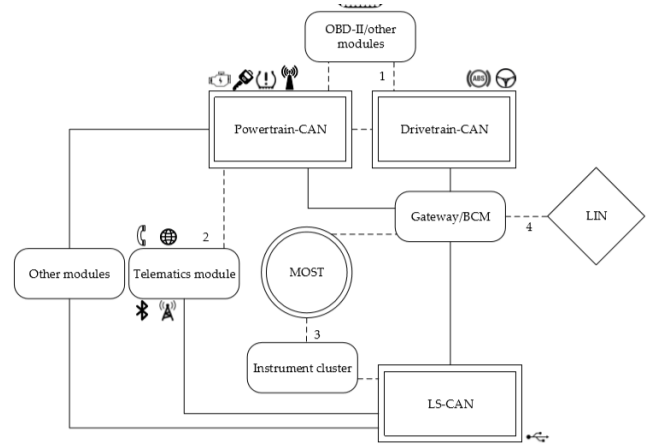 OBD-II/other
modules
1
ABS
Powertrain-CAN
Drivetrain-CAN
Gateway/BCM
4
LIN
2
Other modules
Telematics module
MOST
3
Instrument cluster
LS-CAN